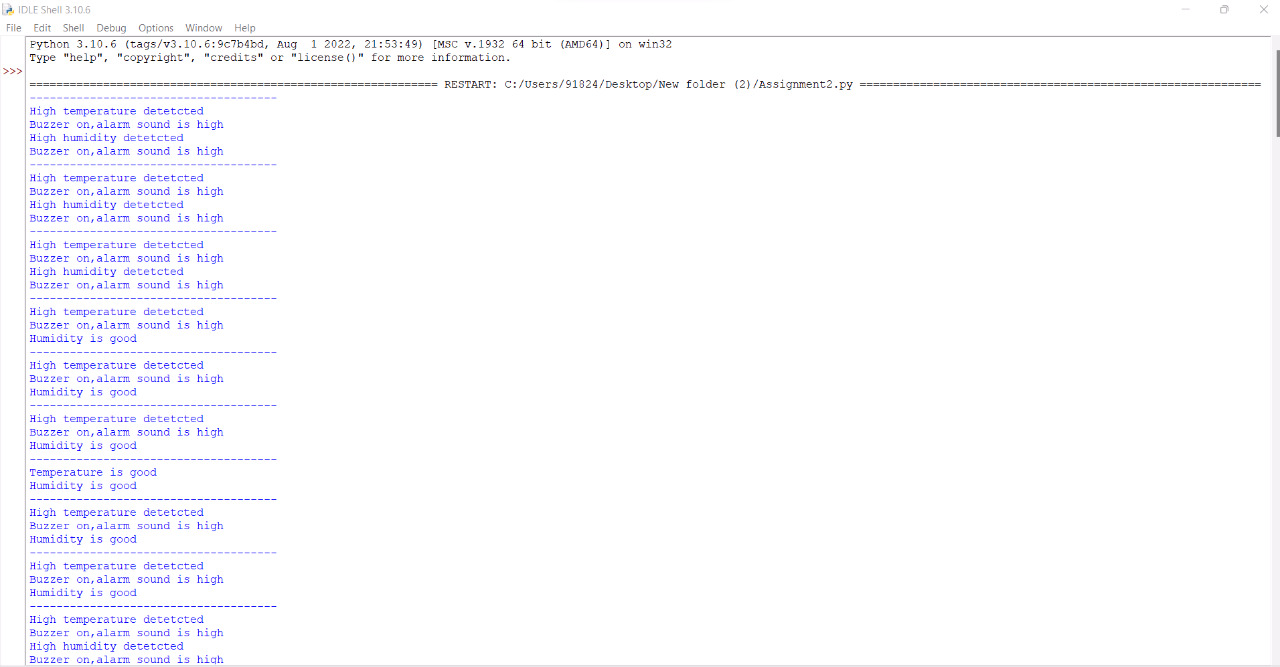 IDLE Shell 3.10.6
File Edit Shell Debug Options Window Help
Python 3.10.6 (tags/v3.10.6:9c7b4bd, Aug  1 2022, 21:53:49) [MSC v.1932 64 bit (AMD64)] on win32
Type "help", "copyright", "credits" or "license()" for more information.
>>>
============================================================= RESTART: C:/Users/91824/Desktop/New folder (2)/Assignment2.py ============================================================
-------------------------------------
High temperature detetcted
Buzzer on,alarm sound is high
High humidity detetcted
Buzzer on,alarm sound is high
-------------------------------------
High temperature detetcted
Buzzer on,alarm sound is high
High humidity detetcted
Buzzer on,alarm sound is high
-------------------------------------
High temperature detetcted
Buzzer on,alarm sound is high
High humidity detetcted
Buzzer on,alarm sound is high
-------------------------------------
High temperature detetcted
Buzzer on,alarm sound is high
Humidity is good
-------------------------------------
High temperature detetcted
Buzzer on,alarm sound is high
Humidity is good
-------------------------------------
High temperature detetcted
Buzzer on,alarm sound is high
Humidity is good
-------------------------------------
Temperature is good
Humidity is good
-------------------------------------
High temperature detetcted
Buzzer on,alarm sound is high
Humidity is good
-------------------------------------
High temperature detetcted
Buzzer on,alarm sound is high
Humidity is good
-------------------------------------
High temperature detetcted
Buzzer on,alarm sound is high
High humidity detetcted
Buzzer on,alarm sound is high